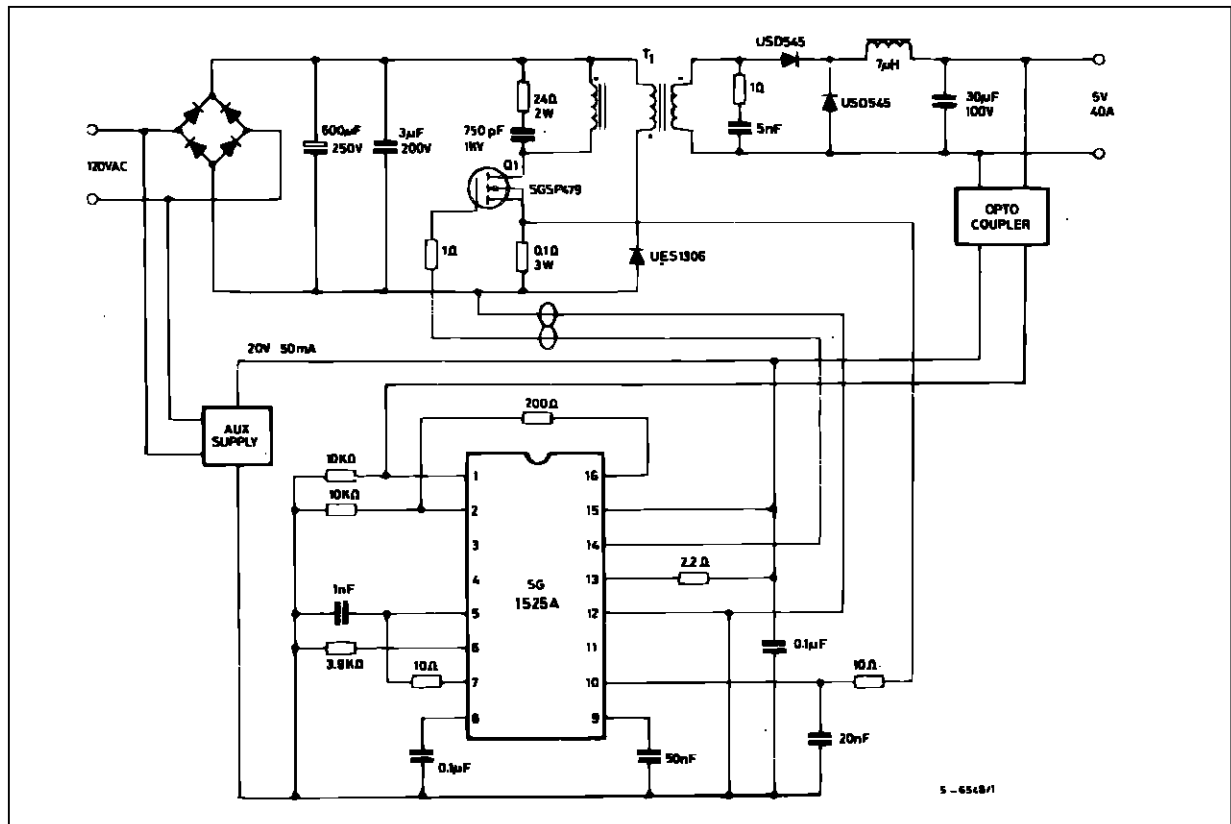 T1
USD545
7μH
24Ω
2W
1Ω
USD545
30μF
100V
5V
40A
600μF
250V
3μF
200V
750pF
1KV
5nF
120VAC
Q1
SGSP479
OPTO
COUPLER
1Ω
0.1Ω
3W
UES1306
20V 50mA
200Ω
AUX
SUPPLY
10KΩ
1
16
10KΩ
2
15
3
14
2.2Ω
4
SG
1525A
13
1nF
5
12
0.1μF
3.9KΩ
6
11
10Ω
10Ω
7
10
8
9
20nF
0.1μF
50nF
5-6548/1